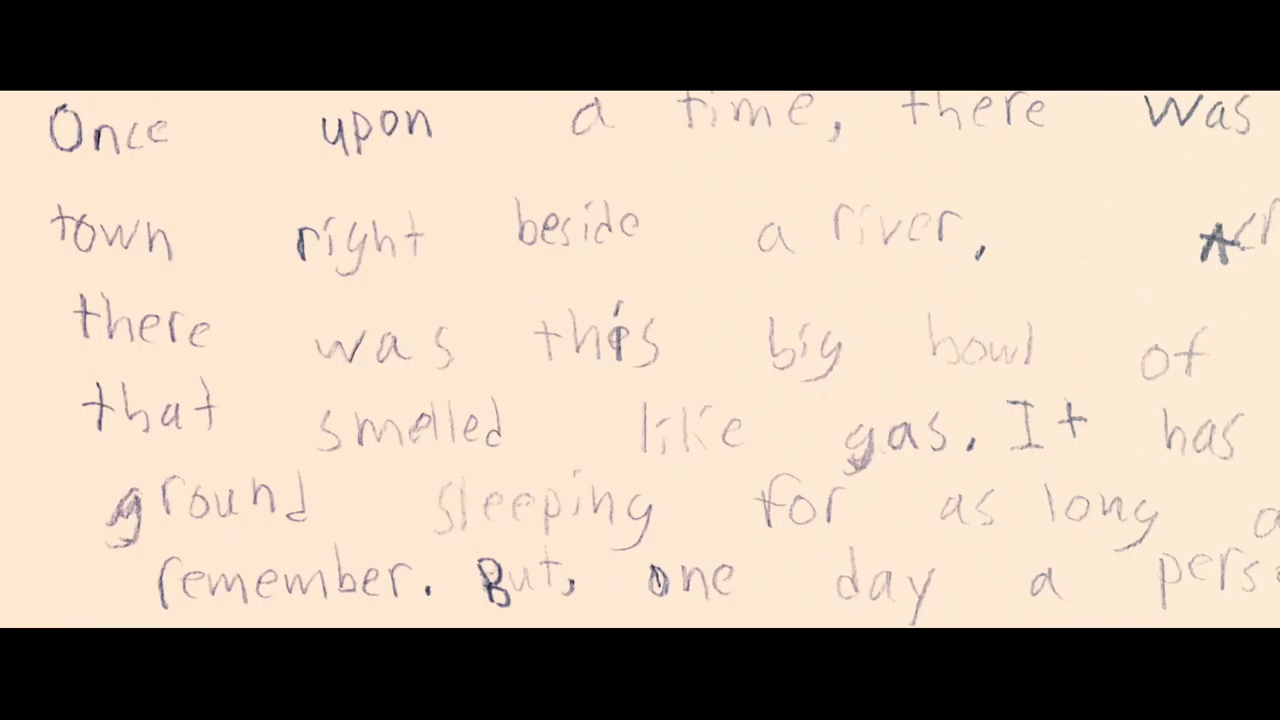 Once upon a time, there was
town right beside a river,
there was this big bowl of
that smelled like gas. It has
ground sleeping for as long
remember. But, one day a